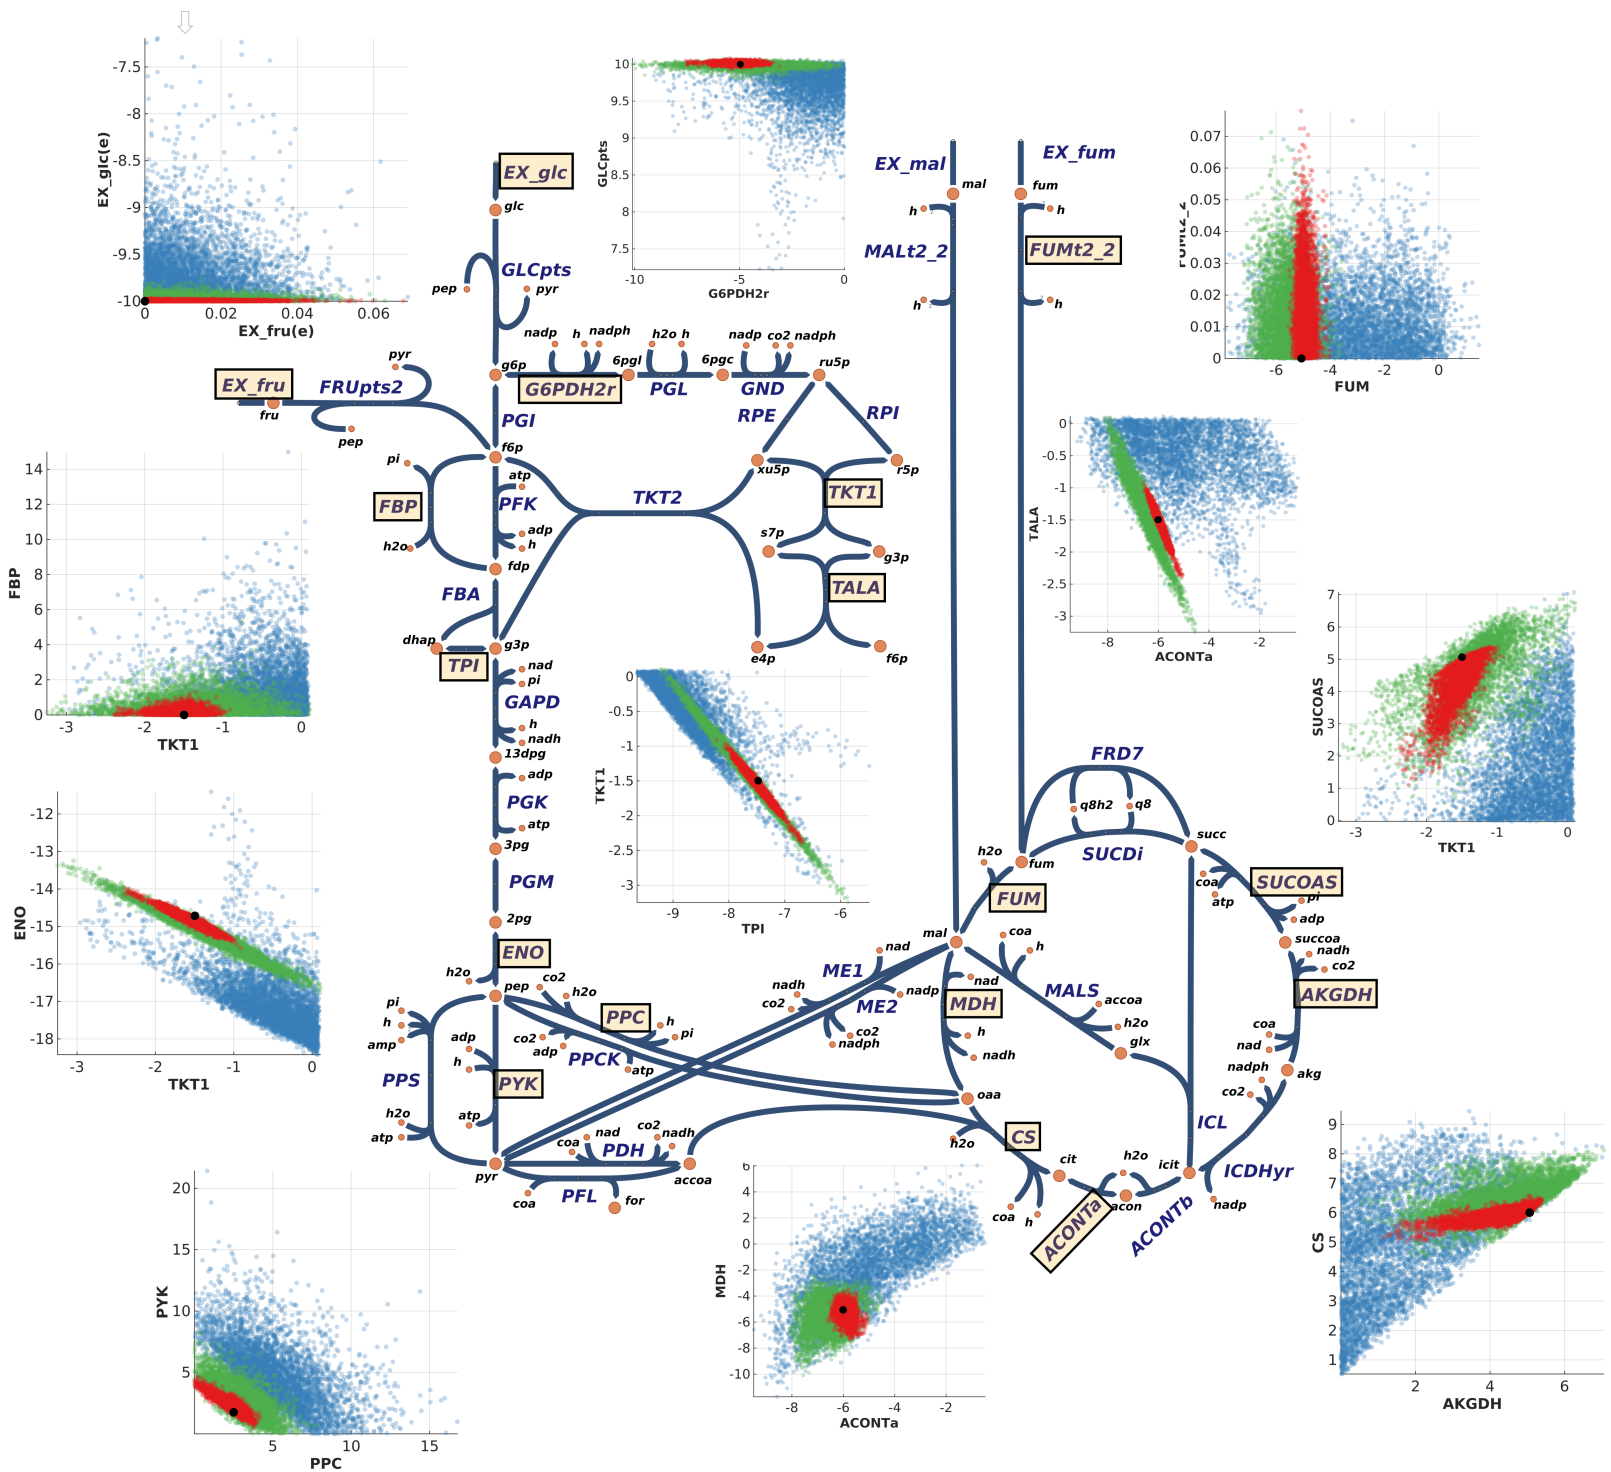 -7.5
-8
-8.5
-9
-9.5
-10
0
0.02
0.04
0.06
EX_glc(e)
EX_fru(e)
10
9.5
9
8.5
8
7.5
-10
-5
0
GLCpts
G6PDH2r
0.07
0.06
0.05
0.04
0.03
0.02
0.01
0
-6
-4
-2
0
FUM
EX_glc
glc
GLCpts
pep
pyr
EX_mal
mal
h
MALt2_2
h
EX_fum
fum
h
FUMt2_2
h
nadp
h
nadph
h2o
h
nadp
co2
nadph
g6p
6pgl
6pgc
ru5p
G6PDH2r
PGL
GND
pyr
EX_fru
FRUpts2
fru
pep
PGI
f6p
RPE
RPI
xu5p
r5p
TKT1
TKT2
s7p
g3p
TALA
e4p
f6p
pi
FBP
h2o
atp
PFK
adp
h
fdp
FBA
dhap
g3p
TPI
14
12
10
8
6
4
2
0
-3
-2
-1
0
FBP
TKT1
nad
pi
GAPD
h
nadh
13dpg
adp
PGK
atp
3pg
PGM
2pg
ENO
h2o
pep
0
-0.5
-1
-1.5
-2
-2.5
-3
-9
-8
-7
-6
TKT1
TPI
0
-0.5
-1
-1.5
-2
-2.5
-3
-8
-6
-4
-2
TALA
ACONTa
7
6
5
4
3
2
1
0
-3
-2
-1
0
SUCOAS
TKT1
-12
-13
-14
-15
-16
-17
-18
-3
-2
-1
0
ENO
TKT1
FRD7
q8h2
q8
SUCDi
fum
succ
h2o
FUM
mal
coa
atp
SUCOAS
pi
adp
succoa
nadh
co2
AKGDH
coa
nad
akg
nadph
co2
ICDHyr
nadp
ICL
icit
coa
h
MALS
accoa
h2o
glx
nad
MDH
h
nadh
oaa
nad
ME1
nadh
co2
ME2
nadp
co2
nadph
co2
h2o
PPC
h
pi
co2
adp
PPCK
atp
pi
h
amp
PPS
h2o
atp
adp
h
PYK
atp
pyr
coa
nad
PDH
co2
nadh
accoa
coa
PFL
for
h2o
CS
coa
h
cit
h2o
acon
ACONTa
ACONTb
20
15
10
5
5
10
15
PYK
PPC
6
4
2
0
-2
-4
-6
-8
-10
-8
-6
-4
-2
MDH
ACONTa
9
8
7
6
5
4
3
2
1
2
4
6
CS
AKGDH